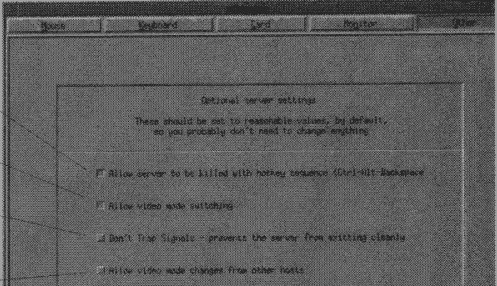 Mouse
Keyboard
Card
Monitor
Other
Optional server settings
These should be set to reasonable values, by default,
so you probably don't need to change anything
Allow server to be killed with hotkey sequence (Ctrl-Alt-Backspace
Allow video mode switching
Don't Trap Signals - prevents the server from exitting cleanly
Allow video mode changes from other hosts